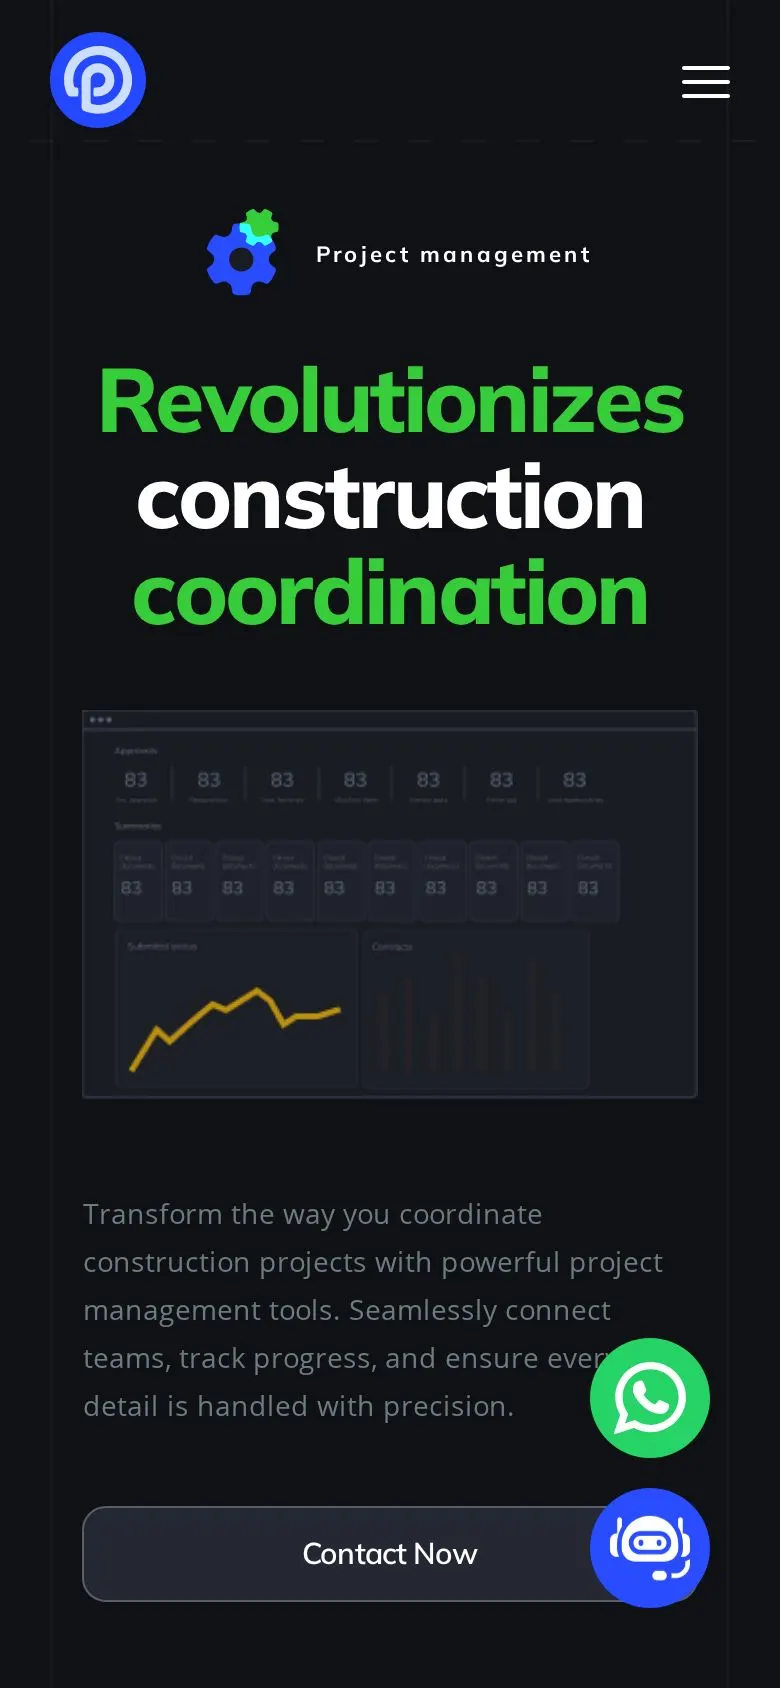 Project management
Revolutionizes
construction
coordination
Approvals
83 83 83 83 83 83 83
Summaries
83 83 83 83 83 83 83 83 83 83
Submittal status
Contracts
Transform the way you coordinate
construction projects with powerful project
management tools. Seamlessly connect
teams, track progress, and ensure every
detail is handled with precision.
Contact Now